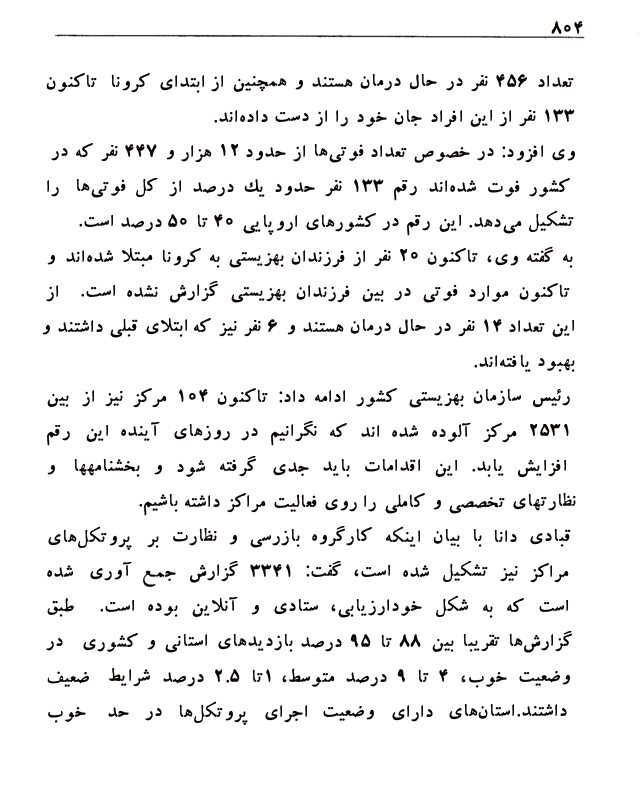 ۸۰۴
تعداد ۴۵۶ نفر در حال درمان هستند و همچنین از ابتدای کرونا تاکنون
۱۳۳ نفر از این افراد جان خود را از دست داده‌اند.
وی افزود: در خصوص تعداد فوتی‌ها از حدود ۱۲ هزار و ۴۴۷ نفر که در
کشور فوت شده‌اند رقم ۱۳۳ نفر حدود یك درصد از کل فوتی‌ها را
تشکیل می‌دهد. این رقم در کشورهای اروپایی ۴۰ تا ۵۰ درصد است.
به گفته وی، تاکنون ۲۰ نفر از فرزندان بهزیستی به کرونا مبتلا شده‌اند و
تاکنون موارد فوتی در بین فرزندان بهزیستی گزارش نشده است. از
این تعداد ۱۴ نفر در حال درمان هستند و ۶ نفر نیز که ابتلای قبلی داشتند و
بهبود یافته‌اند.
رئیس سازمان بهزیستی کشور ادامه داد: تاکنون ۱۰۴ مرکز نیز از بین
۲۵۳۱ مرکز آلوده شده اند که نگرانیم در روزهای آینده این رقم
افزایش یابد. این اقدامات باید جدی گرفته شود و بخشنامهها و
نظارتهای تخصصی و کاملی را روی فعالیت مراکز داشته باشیم.
قبادی دانا با بیان اینکه کارگروه بازرسی و نظارت بر پروتکل‌های
مراکز نیز تشکیل شده است، گفت: ۳۳۴۱ گزارش جمع آوری شده
است که به شکل خودارزیابی، ستادی و آنلاین بوده است. طبق
گزارش‌ها تقریبا بین ۸۸ تا ۹۵ درصد بازدیدهای استانی و کشوری در
وضعیت خوب، ۴ تا ۹ درصد متوسط، ۱تا ۲.۵ درصد شرایط ضعیف
داشتند.استان‌های دارای وضعیت اجرای پروتکل‌ها در حد خوب